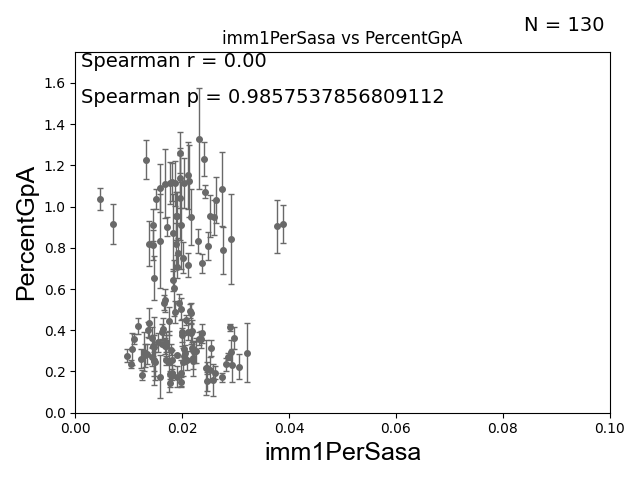 N = 130
imm1PerSasa vs PercentGpA
Spearman r = 0.00
Spearman p = 0.9857537856809112
PercentGpA
1.6
1.4
1.2
1.0
0.8
0.6
0.4
0.2
0.0
0.00 0.02 0.04 0.06 0.08 0.10
imm1PerSasa